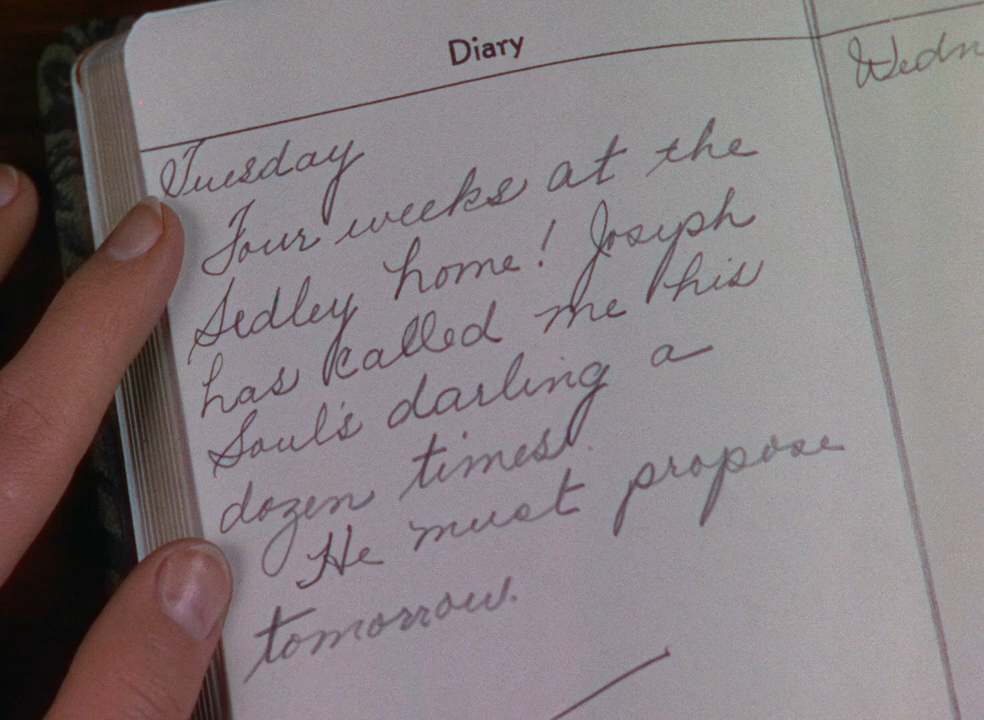 Diary
Tuesday
Four weeks at the
Sedley home! Joseph
has called me his
Soul's darling a
dozen times.
He must propose
tomorrow.
Wedn